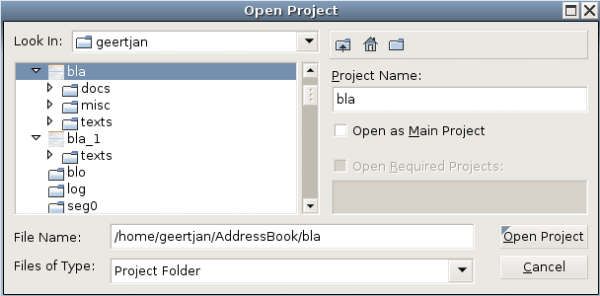 Open Project
Look In: geertjan
bla
docs
misc
texts
bla_1
texts
blo
log
seg0
Project Name:
bla
Open as Main Project
Open Required Projects:
File Name: /home/geertjan/AddressBook/bla
Open Project
Files of Type: Project Folder
Cancel